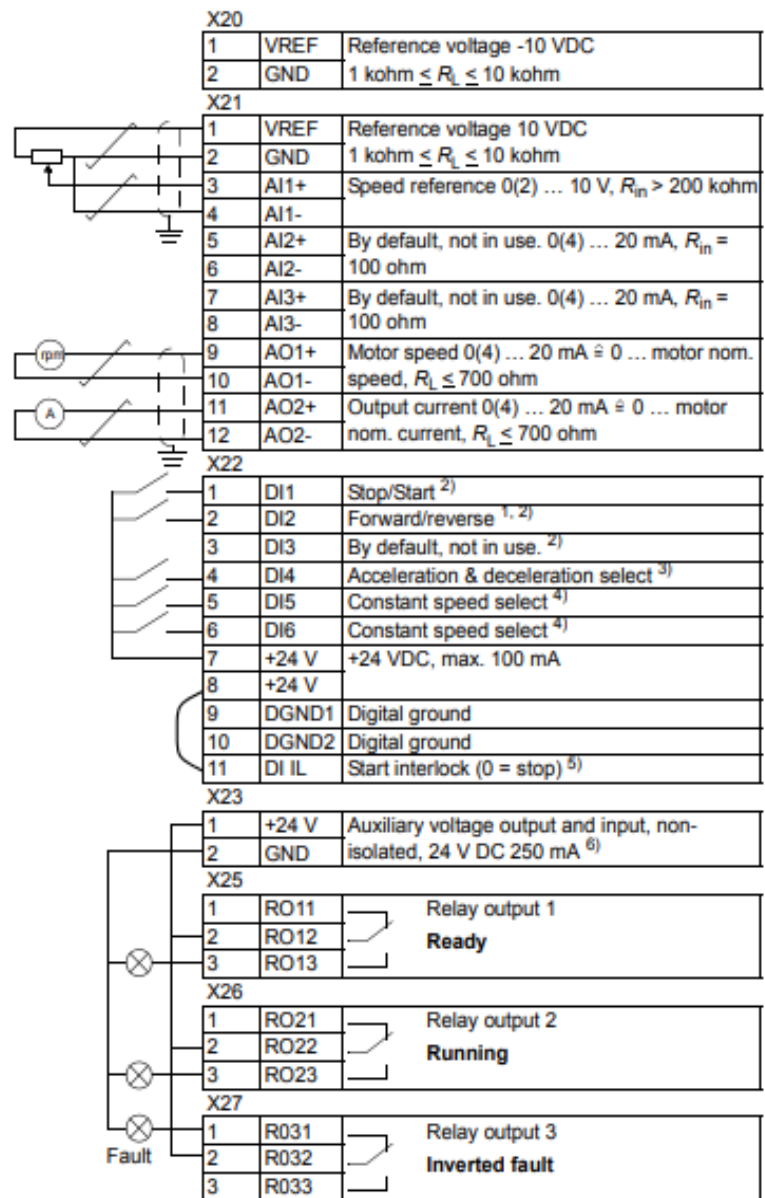 X20
1 VREF Reference voltage -10 VDC
2 GND 1 kohm ≤ R_L ≤ 10 kohm
X21
1 VREF Reference voltage 10 VDC
2 GND 1 kohm ≤ R_L ≤ 10 kohm
3 AI1+ Speed reference 0(2) ... 10 V, R_in > 200 kohm
4 AI1-
5 AI2+ By default, not in use. 0(4) ... 20 mA, R_in =
6 AI2- 100 ohm
7 AI3+ By default, not in use. 0(4) ... 20 mA, R_in =
8 AI3- 100 ohm
rpm 9 AO1+ Motor speed 0(4) ... 20 mA ≙ 0 ... motor nom.
10 AO1- speed, R_L ≤ 700 ohm
A 11 AO2+ Output current 0(4) ... 20 mA ≙ 0 ... motor
12 AO2- nom. current, R_L ≤ 700 ohm
X22
1 DI1 Stop/Start 2)
2 DI2 Forward/reverse 1, 2)
3 DI3 By default, not in use. 2)
4 DI4 Acceleration & deceleration select 3)
5 DI5 Constant speed select 4)
6 DI6 Constant speed select 4)
7 +24 V +24 VDC, max. 100 mA
8 +24 V
9 DGND1 Digital ground
10 DGND2 Digital ground
11 DI IL Start interlock (0 = stop) 5)
X23
1 +24 V Auxiliary voltage output and input, non-
2 GND isolated, 24 V DC 250 mA 6)
X25
1 RO11 Relay output 1
2 RO12 Ready
3 RO13
X26
1 RO21 Relay output 2
2 RO22 Running
3 RO23
X27
1 R031 Relay output 3
Fault 2 R032 Inverted fault
3 R033